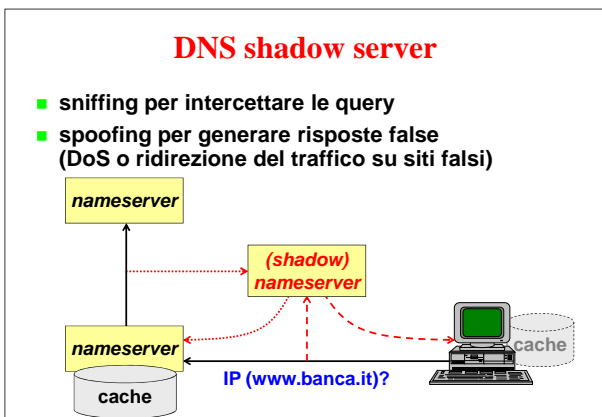 DNS shadow server
sniffing per intercettare le query
spoofing per generare risposte false
(DoS o ridirezione del traffico su siti falsi)
nameserver
(shadow)
nameserver
nameserver
cache
cache
IP (www.banca.it)?